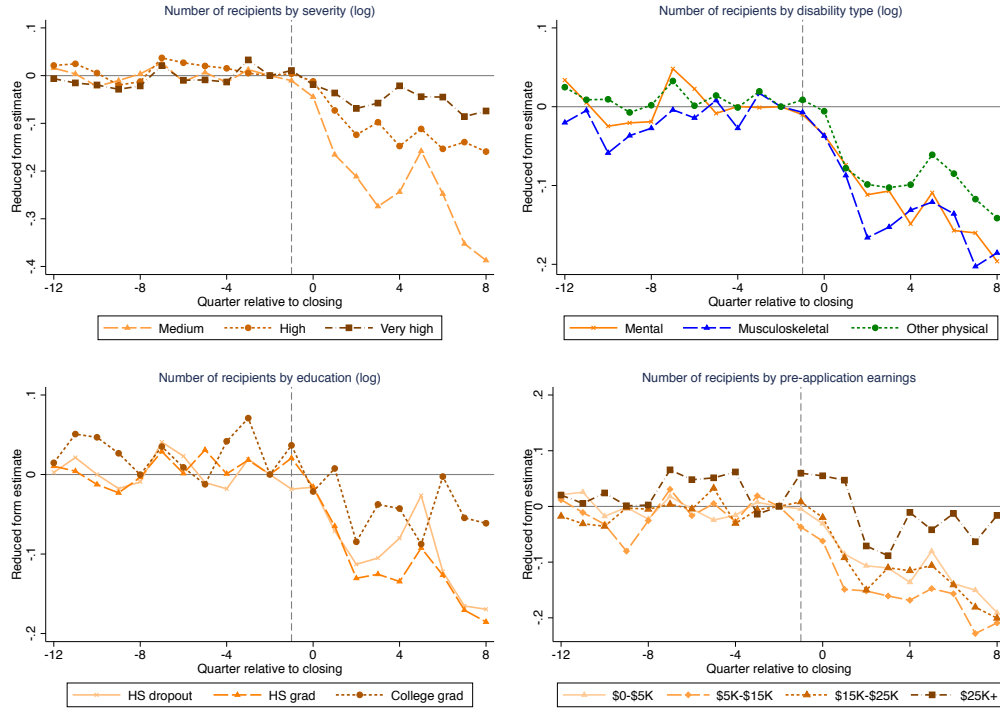 Number of recipients by severity (log)
Reduced form estimate
.1
0
-.1
-.2
-.3
-.4
-12 -8 -4 0 4 8
Quarter relative to closing
Medium High Very high
Number of recipients by disability type (log)
Reduced form estimate
.1
0
-.1
-.2
-12 -8 -4 0 4 8
Quarter relative to closing
Mental Musculoskeletal Other physical
Number of recipients by education (log)
Reduced form estimate
.1
0
-.1
-.2
-12 -8 -4 0 4 8
Quarter relative to closing
HS dropout HS grad College grad
Number of recipients by pre-application earnings
Reduced form estimate
.2
.1
0
-.1
-.2
-12 -8 -4 0 4 8
Quarter relative to closing
$0-$5K $5K-$15K $15K-$25K $25K+